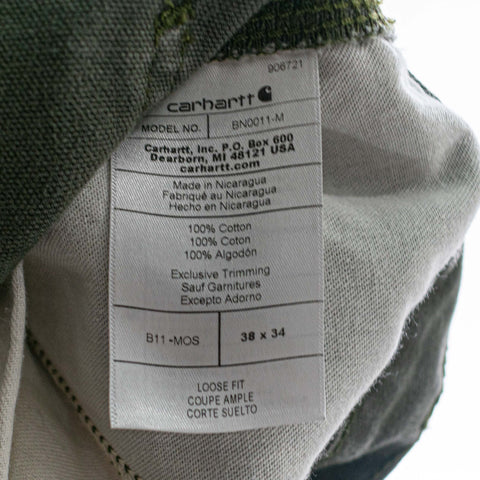 906721
carhartt
MODEL NO. BN0011-M
Carhartt, Inc. P.O. Box 600
Dearborn, MI 48121 USA
carhartt.com
Made in Nicaragua
Fabriqué au Nicaragua
Hecho en Nicaragua
100% Cotton
100% Coton
100% Algodón
Exclusive Trimming
Sauf Garnitures
Excepto Adorno
B11-MOS 38 x 34
LOOSE FIT
COUPE AMPLE
CORTE SUELTO